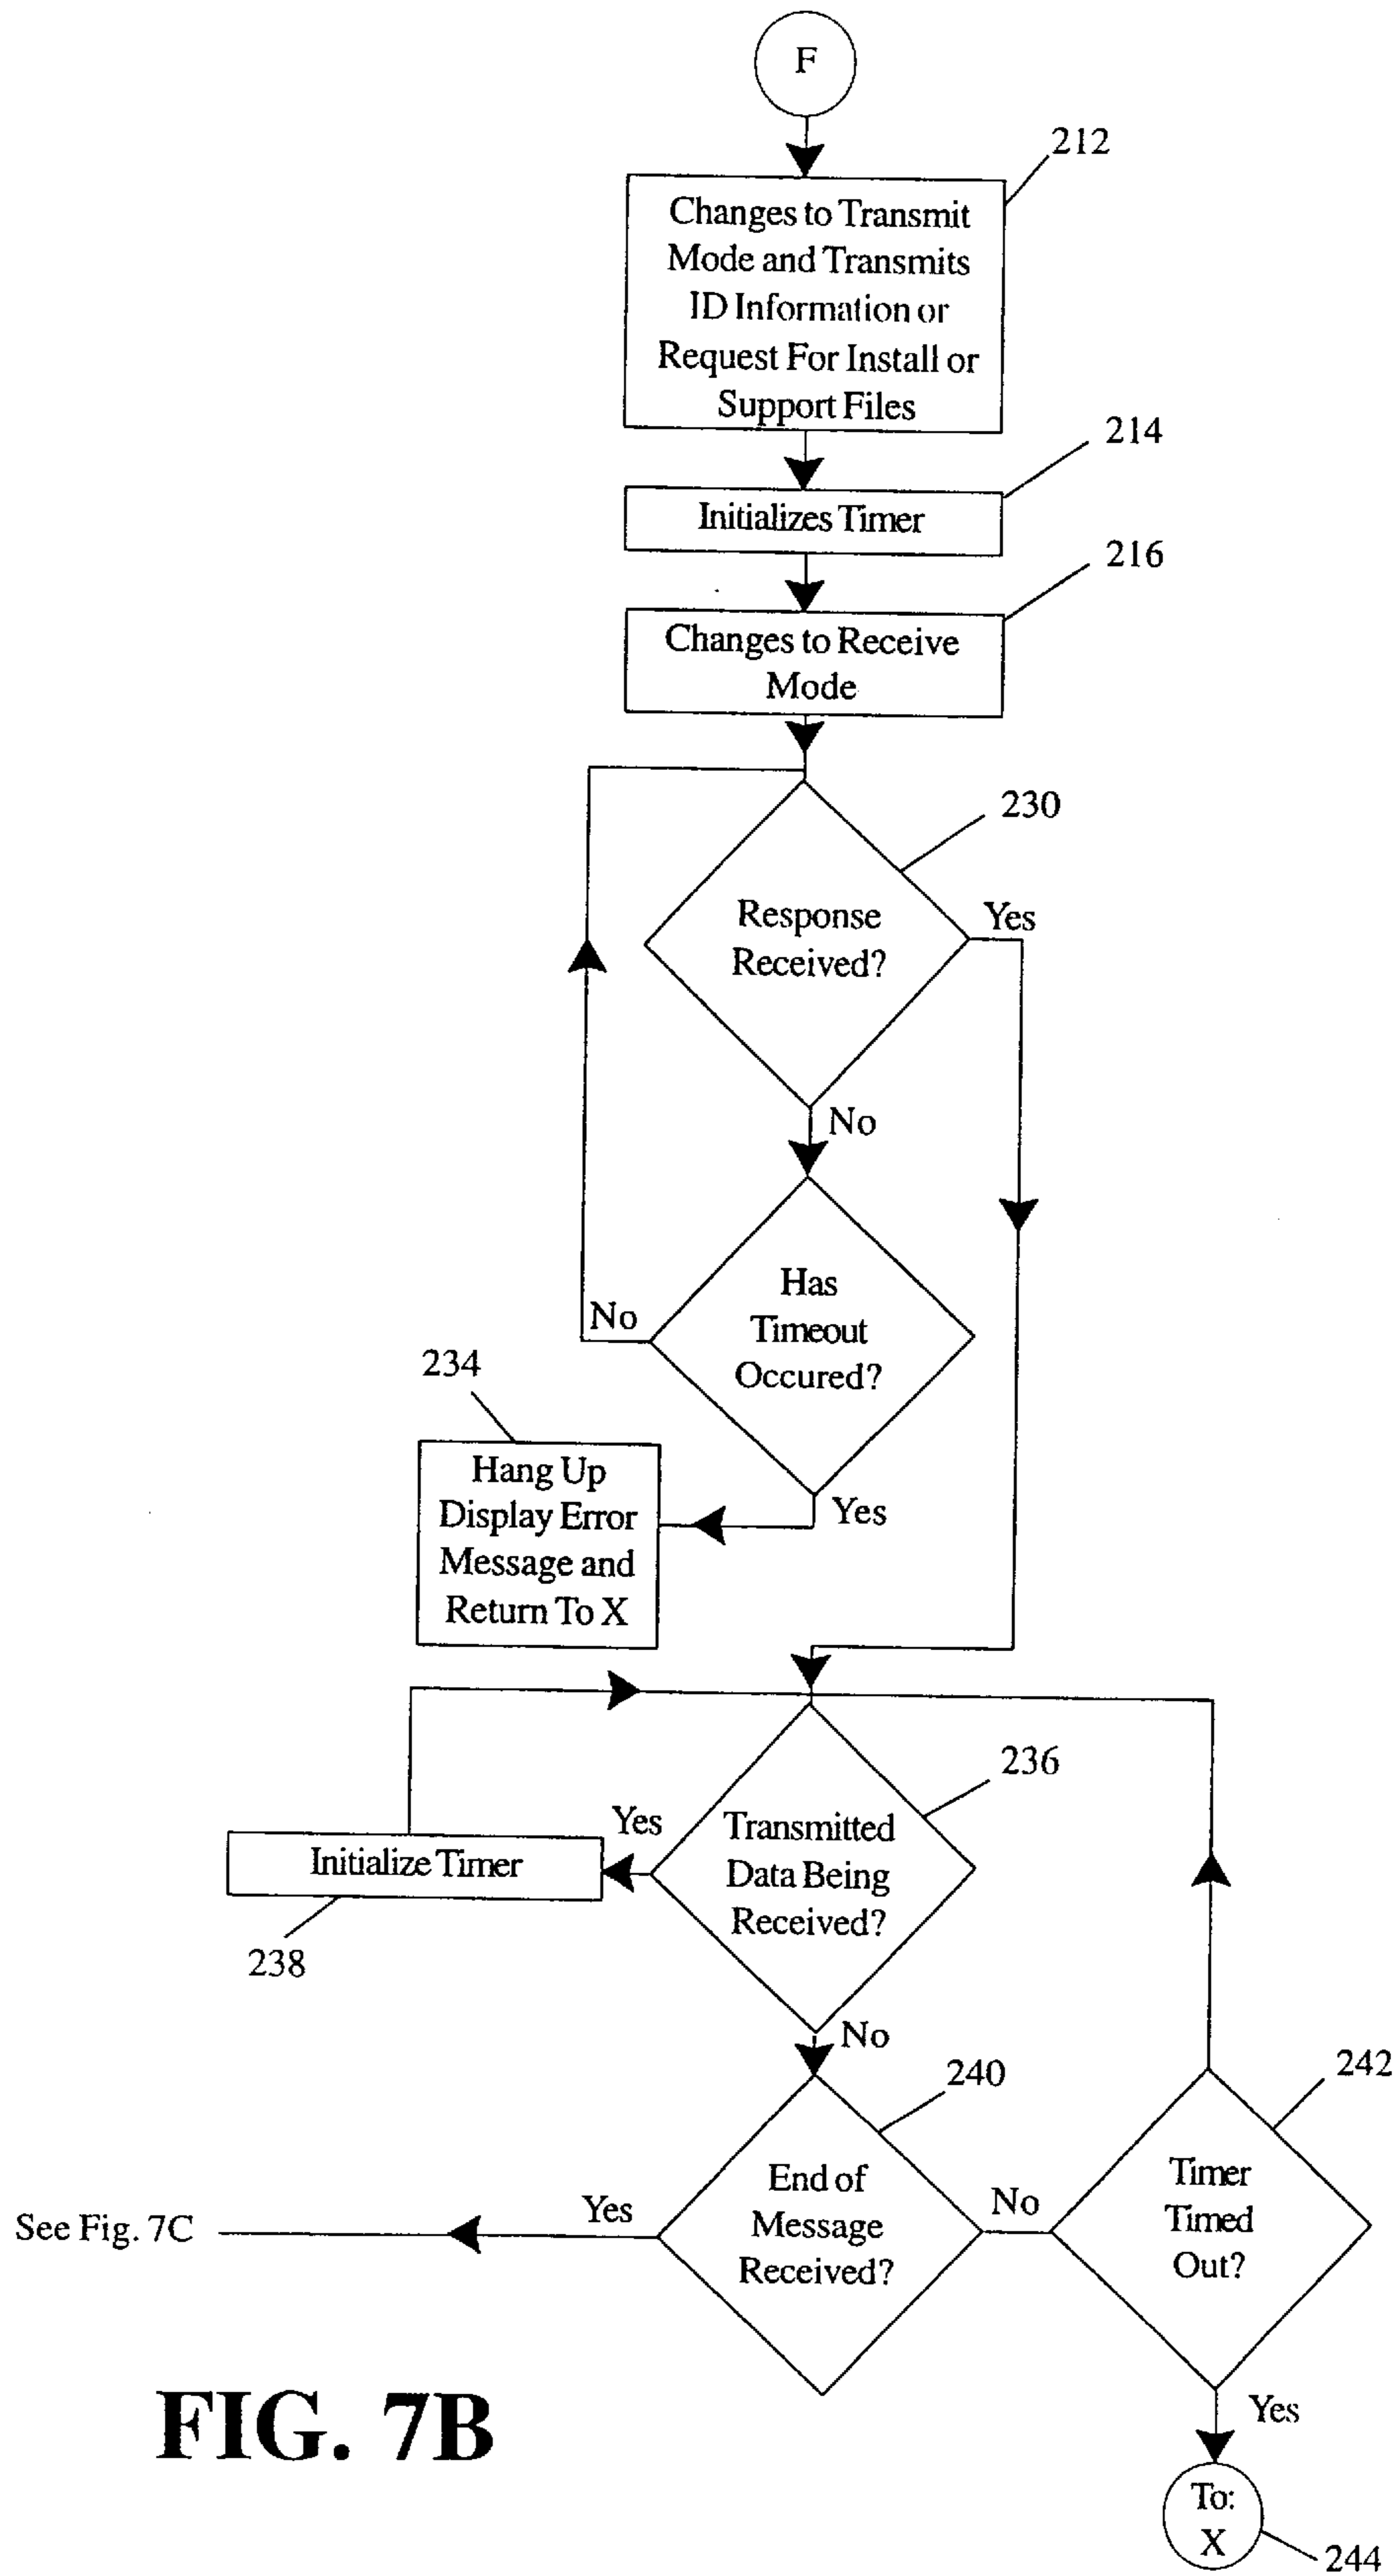 F
212
Changes to Transmit
Mode and Transmits
ID Information or
Request For Install or
Support Files
214
Initializes Timer
216
Changes to Receive
Mode
230
Response
Received?
Yes
No
Has
Timeout
Occured?
No
Yes
234
Hang Up
Display Error
Message and
Return To X
236
Transmitted
Data Being
Received?
Yes
Initialize Timer
238
No
240
242
End of
Message
Received?
Yes
See Fig. 7C
No
Timer
Timed
Out?
Yes
To:
X
244
FIG. 7B